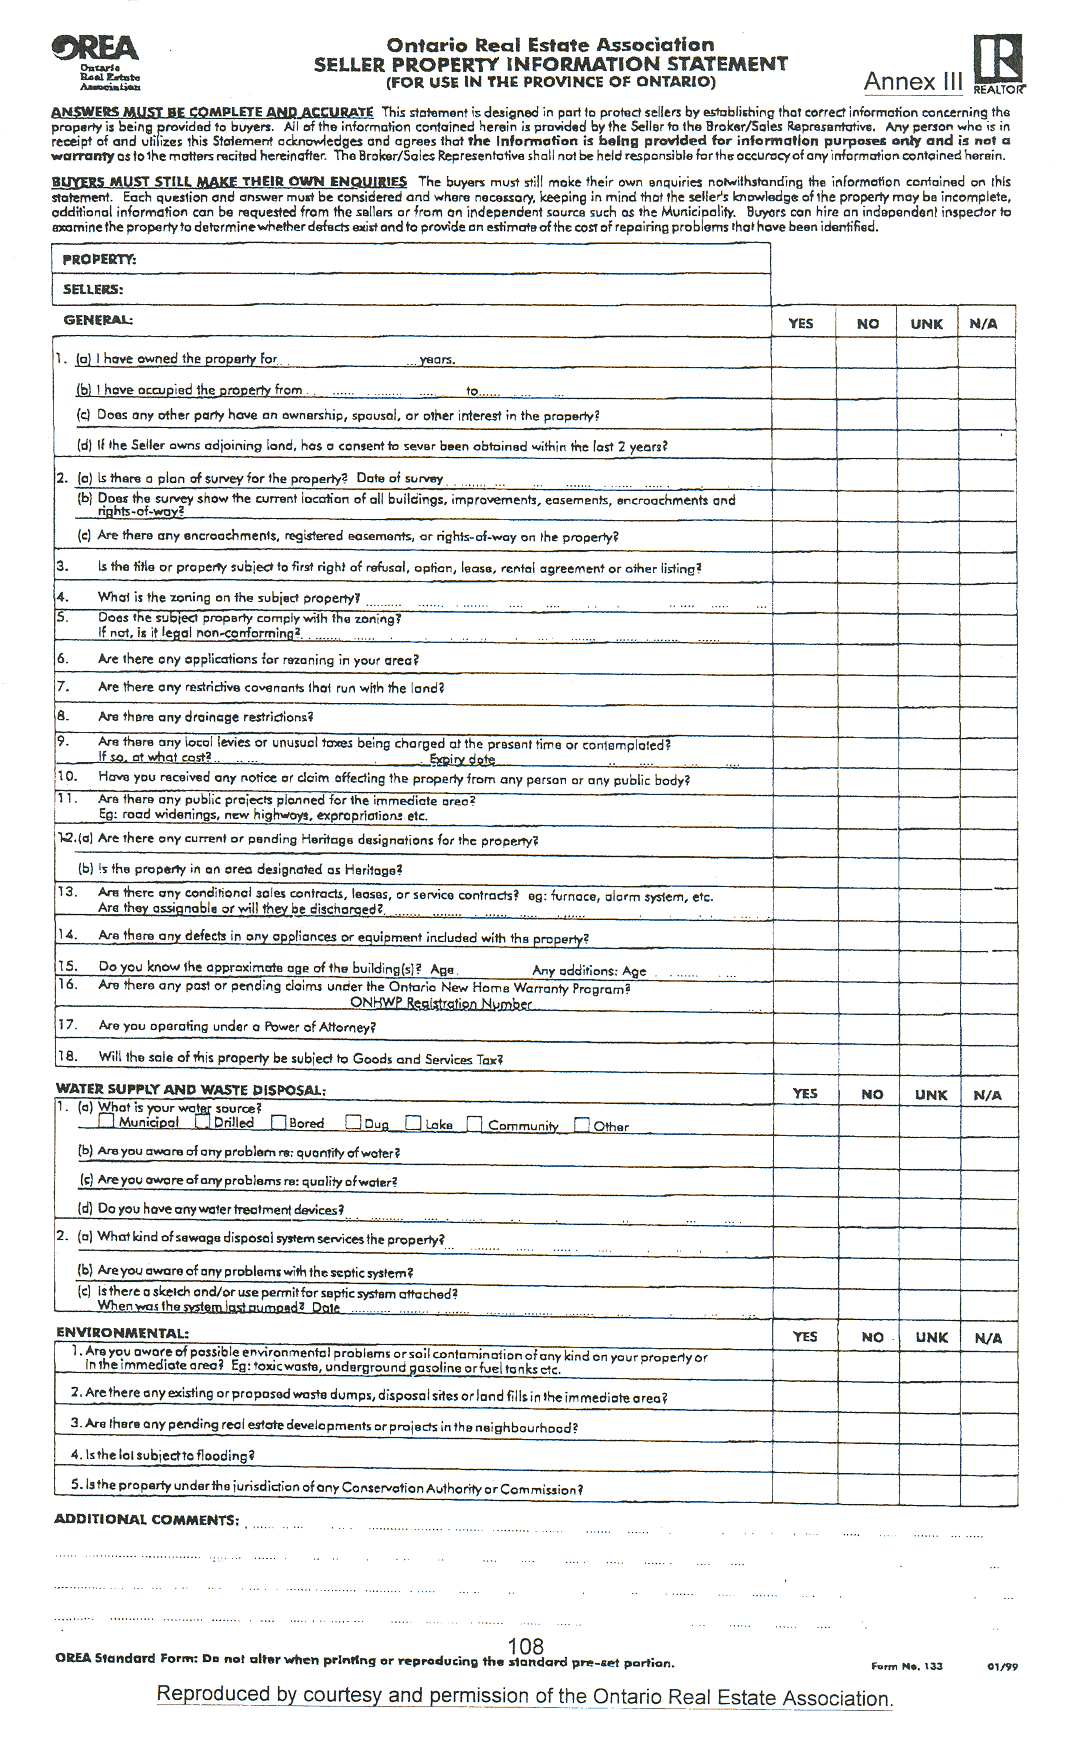 OREA
Ontario
Real Estate
Association
Ontario Real Estate Association
SELLER PROPERTY INFORMATION STATEMENT
(FOR USE IN THE PROVINCE OF ONTARIO)
Annex III
REALTOR
ANSWERS MUST BE COMPLETE AND ACCURATE This statement is designed in part to protect sellers by establishing that correct information concerning the
property is being provided to buyers. All of the information contained herein is provided by the Seller to the Broker/Sales Representative. Any person who is in
receipt of and utilizes this Statement acknowledges and agrees that the information is being provided for information purposes only and is not a
warranty as to the matters recited hereinafter. The Broker/Sales Representative shall not be held responsible for the accuracy of any information contained herein.
BUYERS MUST STILL MAKE THEIR OWN ENQUIRIES The buyers must still make their own enquiries notwithstanding the information contained on this
statement. Each question and answer must be considered and where necessary, keeping in mind that the seller's knowledge of the property may be incomplete,
additional information can be requested from the sellers or from an independent source such as the Municipality. Buyers can hire an independent inspector to
examine the property to determine whether defects exist and to provide an estimate of the cost of repairing problems that have been identified.
PROPERTY:
SELLERS:
GENERAL: YES NO UNK N/A
1. (a) I have owned the property for years.
(b) I have occupied the property from to
(c) Does any other party have an ownership, spousal, or other interest in the property?
(d) If the Seller owns adjoining land, has a consent to sever been obtained within the last 2 years?
2. (a) Is there a plan of survey for the property? Date of survey
(b) Does the survey show the current location of all buildings, improvements, easements, encroachments and
rights-of-way?
(c) Are there any encroachments, registered easements, or rights-of-way on the property?
3. Is the title or property subject to first right of refusal, option, lease, rental agreement or other listing?
4. What is the zoning on the subject property?
5. Does the subject property comply with the zoning?
If not, is it legal non-conforming?
6. Are there any applications for rezoning in your area?
7. Are there any restrictive covenants that run with the land?
8. Are there any drainage restrictions?
9. Are there any local levies or unusual taxes being charged at the present time or contemplated?
If so, at what cost? Expiry date
10. Have you received any notice or claim affecting the property from any person or any public body?
11. Are there any public projects planned for the immediate area?
Eg: road widenings, new highways, expropriations etc.
12.(a) Are there any current or pending Heritage designations for the property?
(b) Is the property in an area designated as Heritage?
13. Are there any conditional sales contracts, leases, or service contracts? eg: furnace, alarm system, etc.
Are they assignable or will they be discharged?
14. Are there any defects in any appliances or equipment included with the property?
15. Do you know the approximate age of the building(s)? Age. Any additions: Age
16. Are there any past or pending claims under the Ontario New Home Warranty Program?
ONHWP Registration Number
17. Are you operating under a Power of Attorney?
18. Will the sale of this property be subject to Goods and Services Tax?
WATER SUPPLY AND WASTE DISPOSAL: YES NO UNK N/A
1. (a) What is your water source?
Municipal Drilled Bored Dug Lake Community Other
(b) Are you aware of any problem re: quantity of water?
(c) Are you aware of any problems re: quality of water?
(d) Do you have any water treatment devices?
2. (a) What kind of sewage disposal system services the property?
(b) Are you aware of any problems with the septic system?
(c) Is there a sketch and/or use permit for septic system attached?
When was the system last pumped? Date
ENVIRONMENTAL: YES NO UNK N/A
1. Are you aware of possible environmental problems or soil contamination of any kind on your property or
in the immediate area? Eg: toxic waste, underground gasoline or fuel tanks etc.
2. Are there any existing or proposed waste dumps, disposal sites or land fills in the immediate area?
3. Are there any pending real estate developments or projects in the neighbourhood?
4. Is the lot subject to flooding?
5. Is the property under the jurisdiction of any Conservation Authority or Commission?
ADDITIONAL COMMENTS:
108
OREA Standard Form: Do not alter when printing or reproducing the standard pre-set portion.
Form No. 133 01/99
Reproduced by courtesy and permission of the Ontario Real Estate Association.